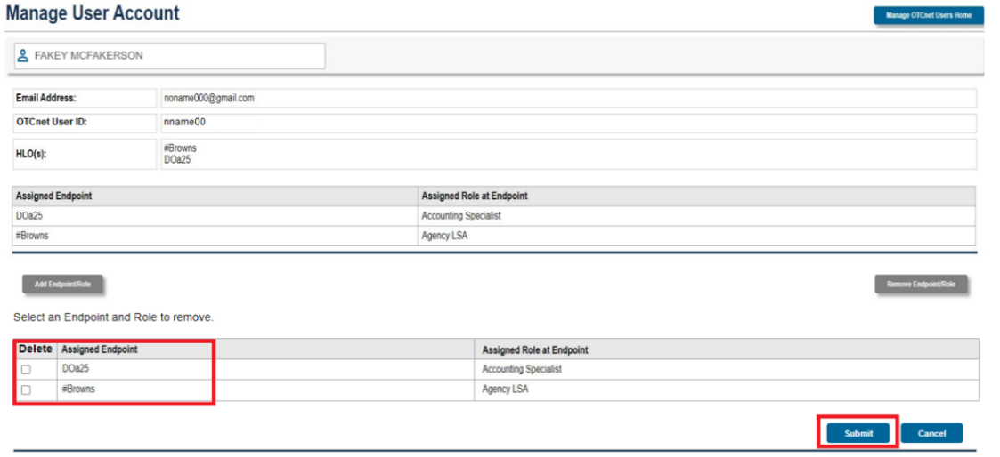 Manage User Account
Manage OTCnet Users Home
FAKEY MCFAKERSON
Email Address: noname000@gmail.com
OTCnet User ID: nname00
HLO(s): #Browns
DOa25
Assigned Endpoint Assigned Role at Endpoint
DOa25 Accounting Specialist
#Browns Agency LSA
Add Endpoint/Role Remove Endpoint/Role
Select an Endpoint and Role to remove.
Delete Assigned Endpoint Assigned Role at Endpoint
DOa25 Accounting Specialist
#Browns Agency LSA
Submit Cancel